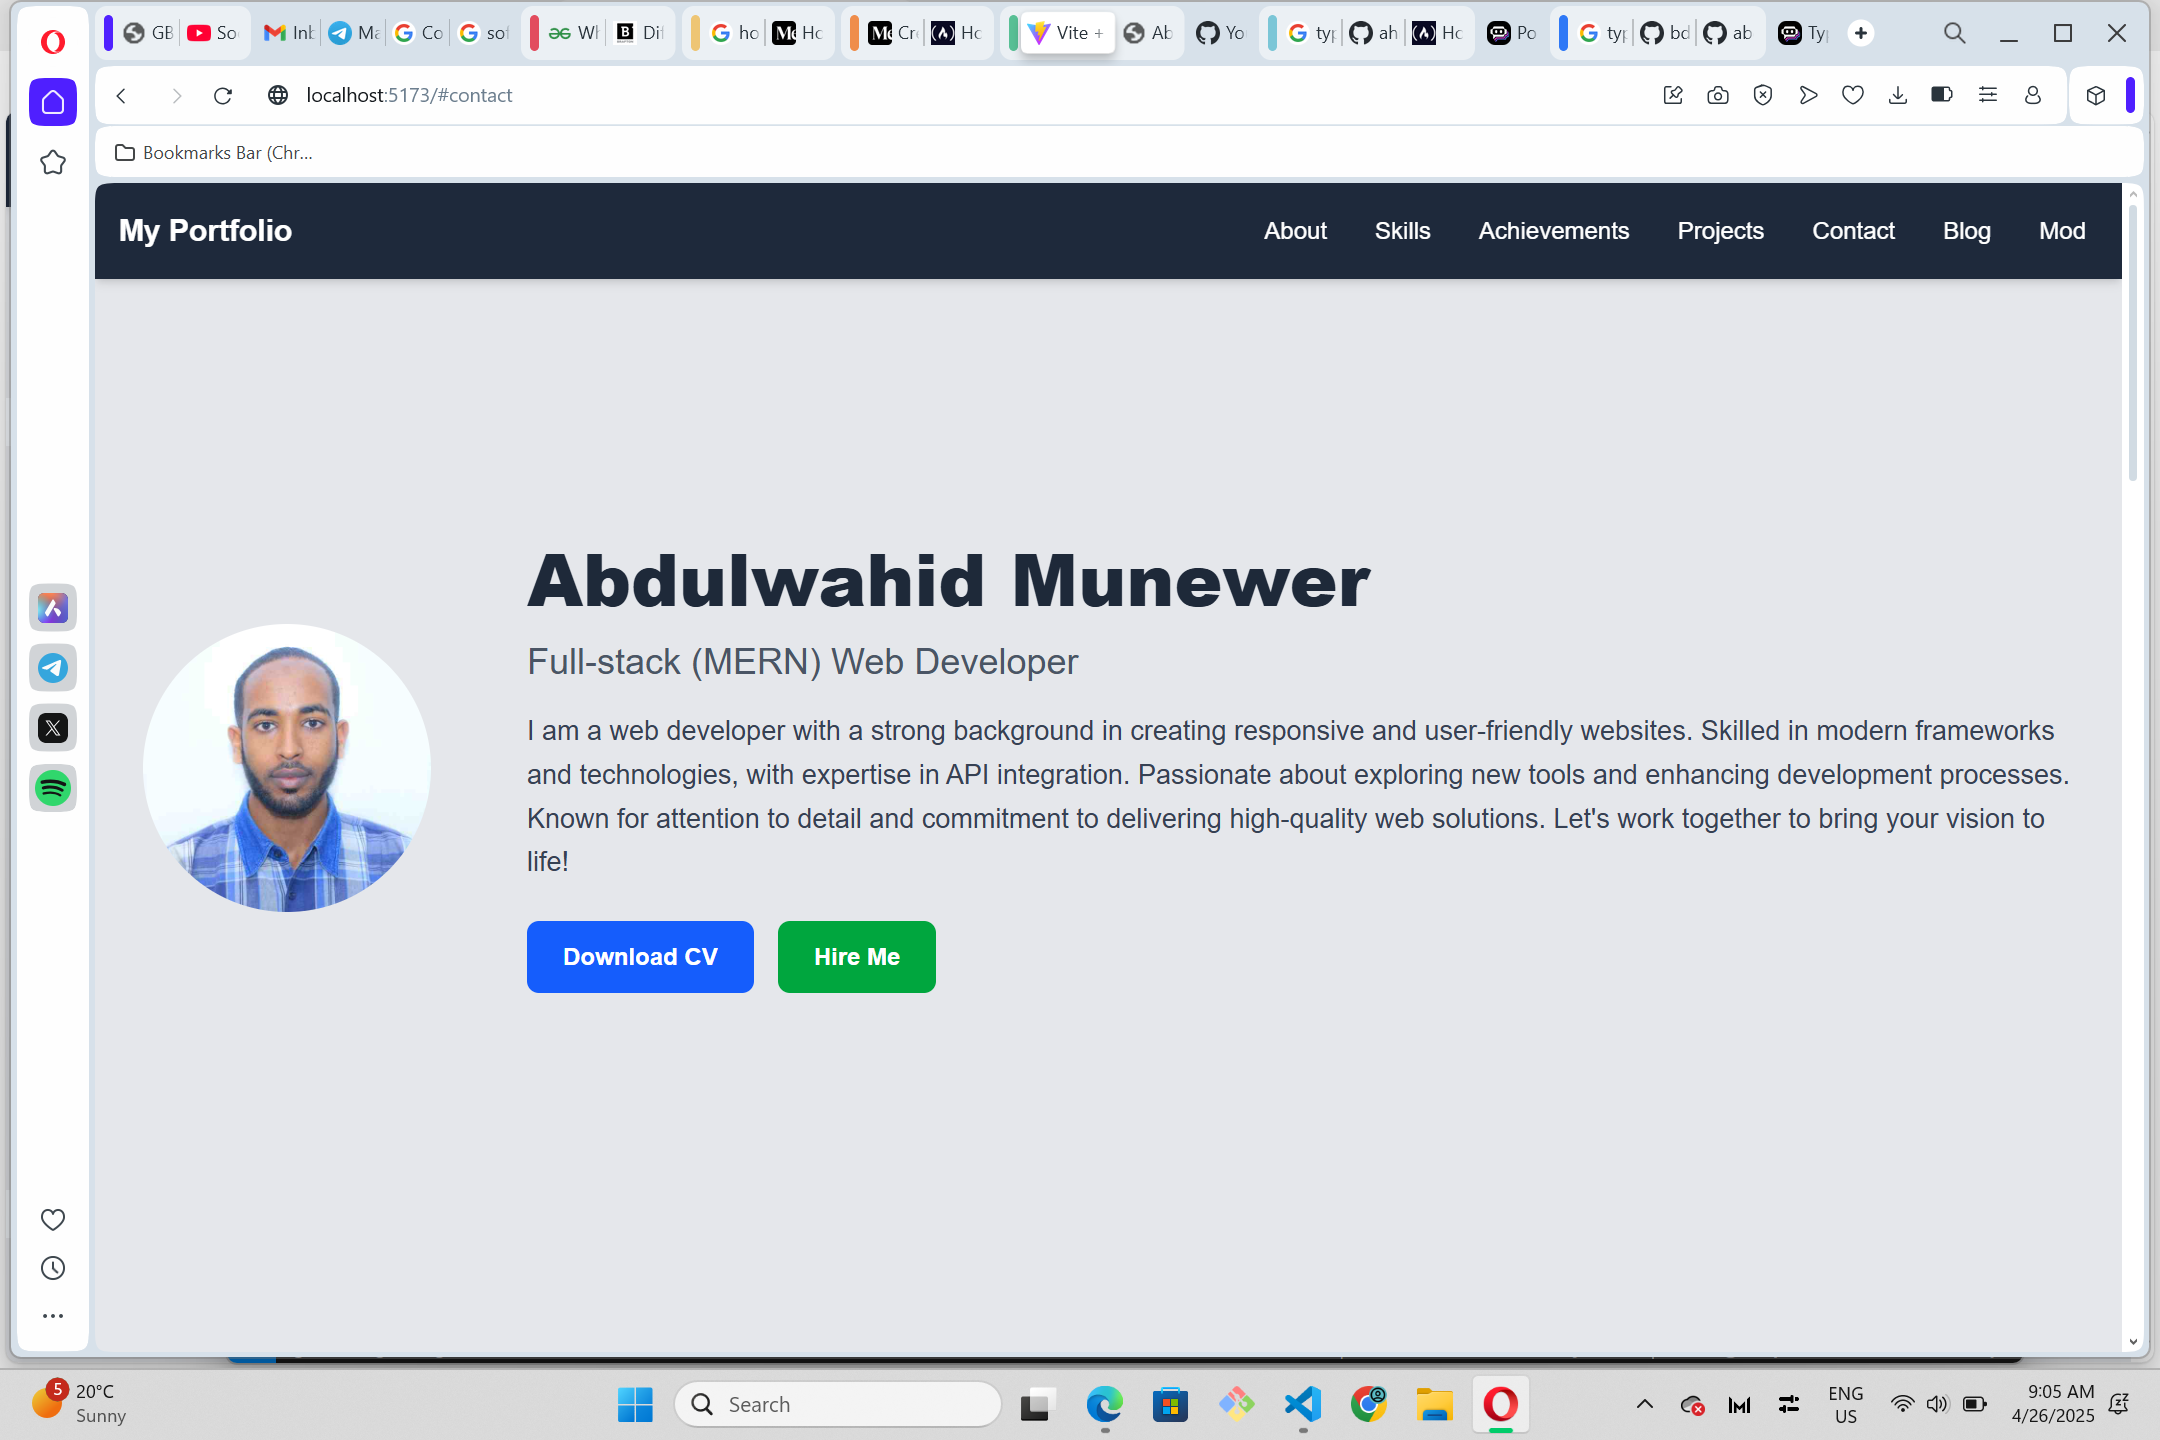 GB
So
Inb
Ma
Co
sof
Wh
Dif
ho
Ho
Cr
Ho
Vite +
Ab
Yo
typ
ah
Ho
Po
typ
bd
ab
Typ
localhost:5173/#contact
Bookmarks Bar (Chr...
My Portfolio
About
Skills
Achievements
Projects
Contact
Blog
Mod
Abdulwahid Munewer
Full-stack (MERN) Web Developer
I am a web developer with a strong background in creating responsive and user-friendly websites. Skilled in modern frameworks
and technologies, with expertise in API integration. Passionate about exploring new tools and enhancing development processes.
Known for attention to detail and commitment to delivering high-quality web solutions. Let's work together to bring your vision to
life!
Download CV
Hire Me
5
20°C
Sunny
Search
ENG
US
9:05 AM
4/26/2025